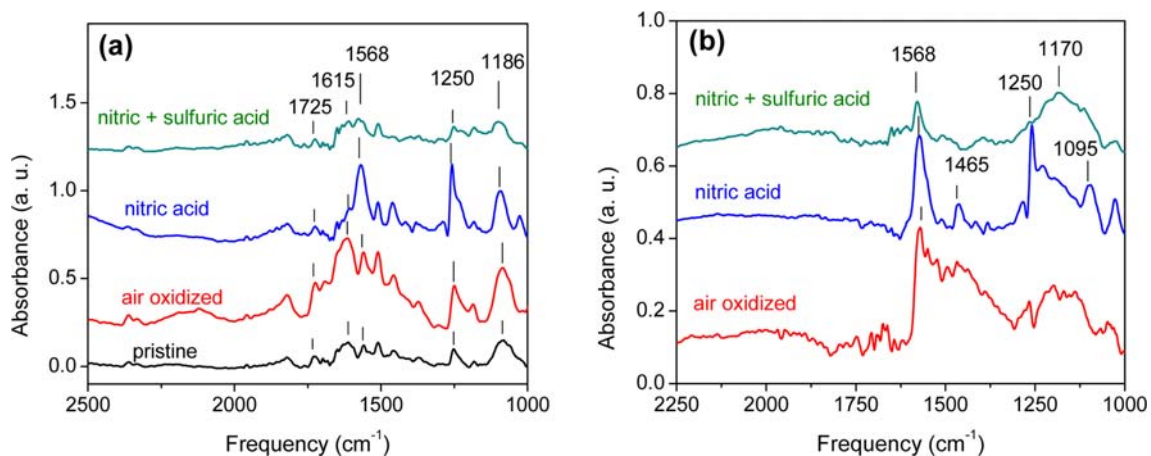 (a)
1568
1615
1725
1250
1186
nitric + sulfuric acid
nitric acid
air oxidized
pristine
1.5
1.0
0.5
0.0
Absorbance (a. u.)
2500
2000
1500
1000
Frequency (cm⁻¹)
(b)
1568
1250
1170
1465
1095
nitric + sulfuric acid
nitric acid
air oxidized
1.0
0.8
0.6
0.4
0.2
0.0
Absorbance (a. u.)
2250
2000
1750
1500
1250
1000
Frequency (cm⁻¹)